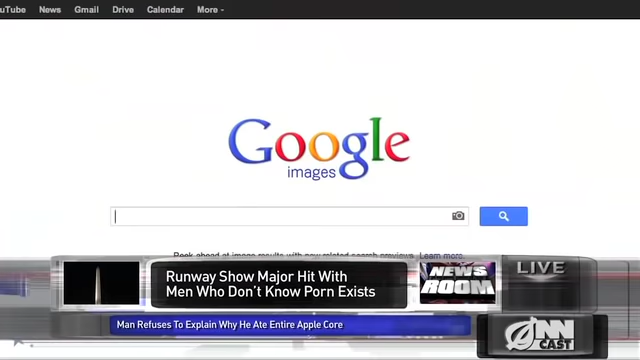 YouTube News Gmail Drive Calendar More
Google
images
Peek ahead of image results with new related search previews. Learn more.
Runway Show Major Hit With
Men Who Don't Know Porn Exists
NEWS
ROOM
LIVE
Man Refuses To Explain Why He Ate Entire Apple Core
ONN
CAST